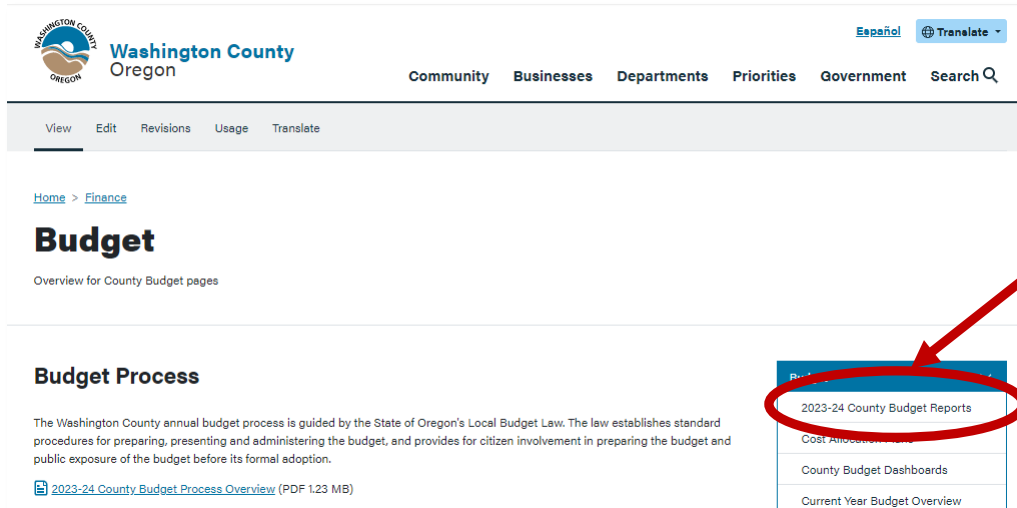 WASHINGTON COUNTY
OREGON
Washington County
Oregon
Español
Translate
Community Businesses Departments Priorities Government Search
View Edit Revisions Usage Translate
Home > Finance
Budget
Overview for County Budget pages
Budget Process
The Washington County annual budget process is guided by the State of Oregon's Local Budget Law. The law establishes standard
procedures for preparing, presenting and administering the budget, and provides for citizen involvement in preparing the budget and
public exposure of the budget before its formal adoption.
2023-24 County Budget Process Overview (PDF 1.23 MB)
2023-24 County Budget Reports
Cost Allocation Plans
County Budget Dashboards
Current Year Budget Overview